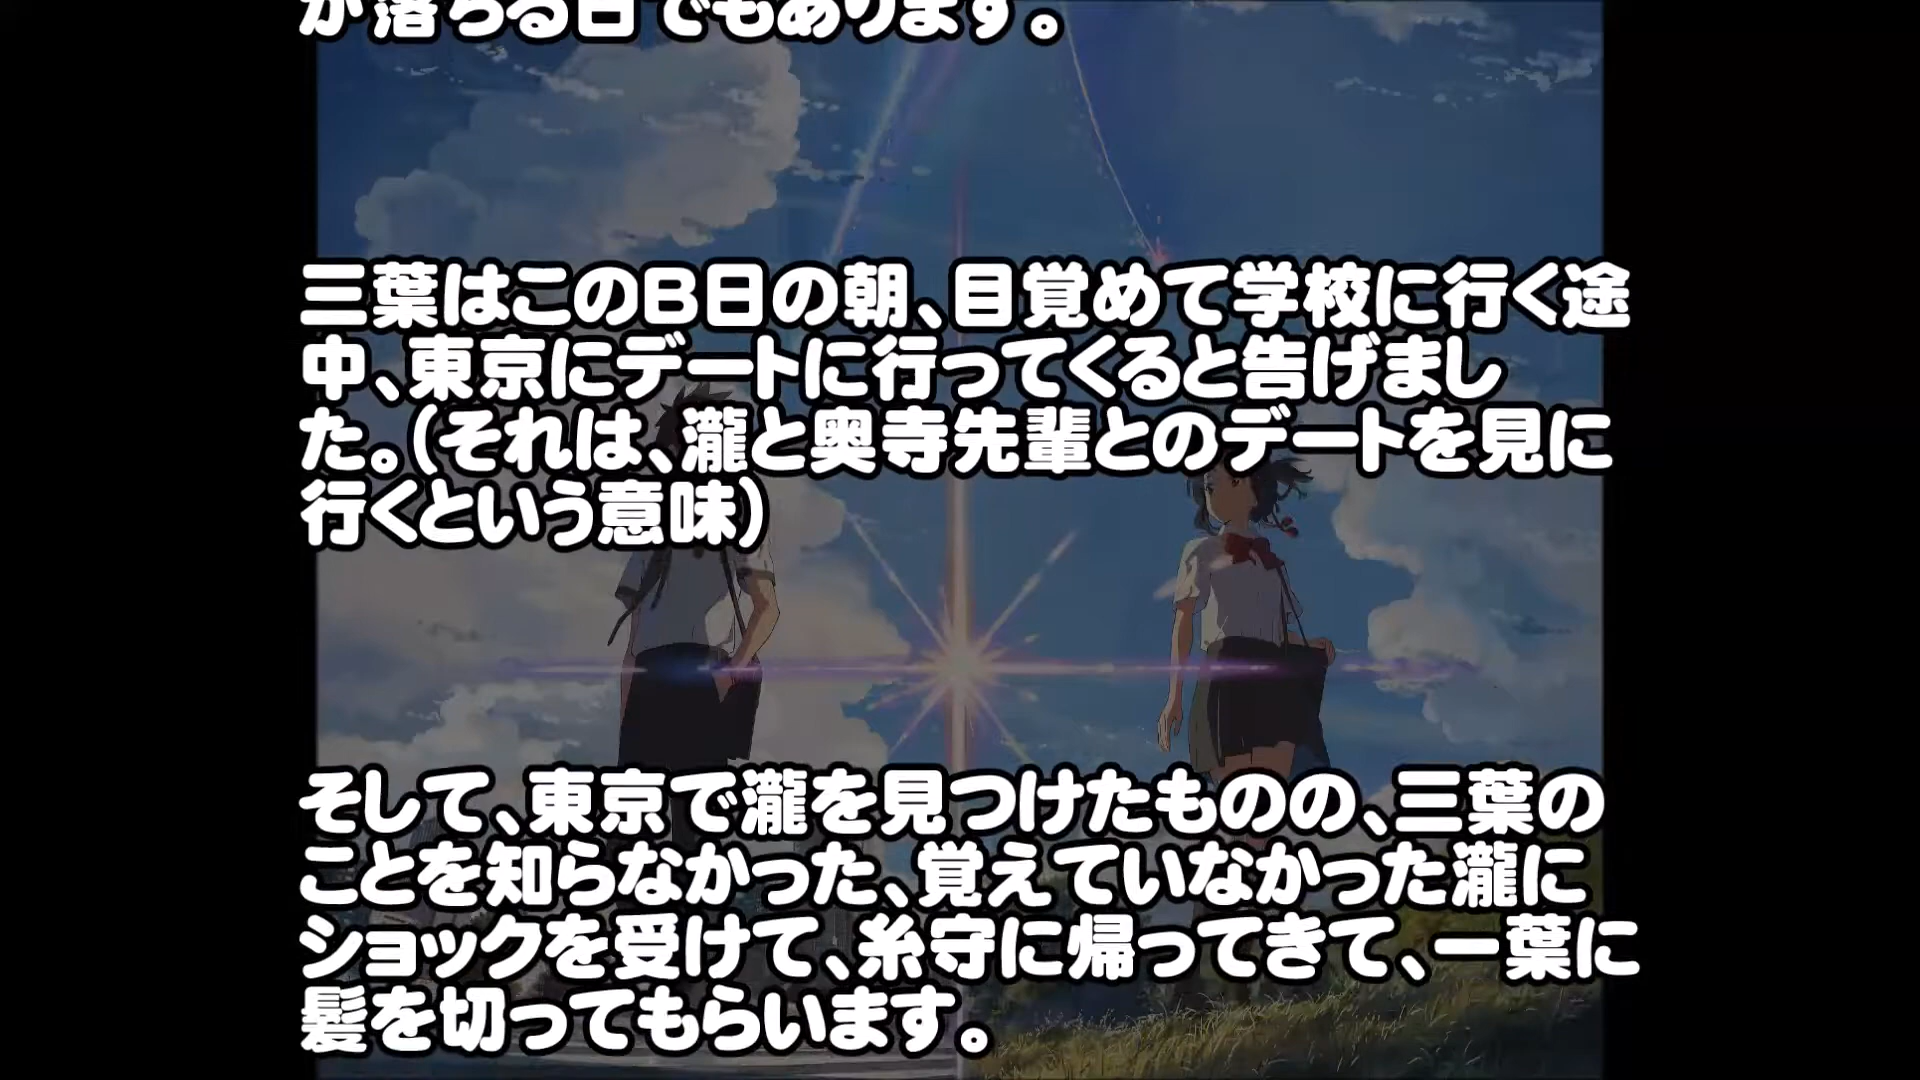 が落ちる日でもあります。
三葉はこのB日の朝、目覚めて学校に行く途
中、東京にデートに行ってくると告げまし
た。(それは、瀧と奥寺先輩とのデートを見に
行くという意味)
そして、東京で瀧を見つけたものの、三葉の
ことを知らなかった、覚えていなかった瀧に
ショックを受けて、糸守に帰ってきて、一葉に
髪を切ってもらいます。